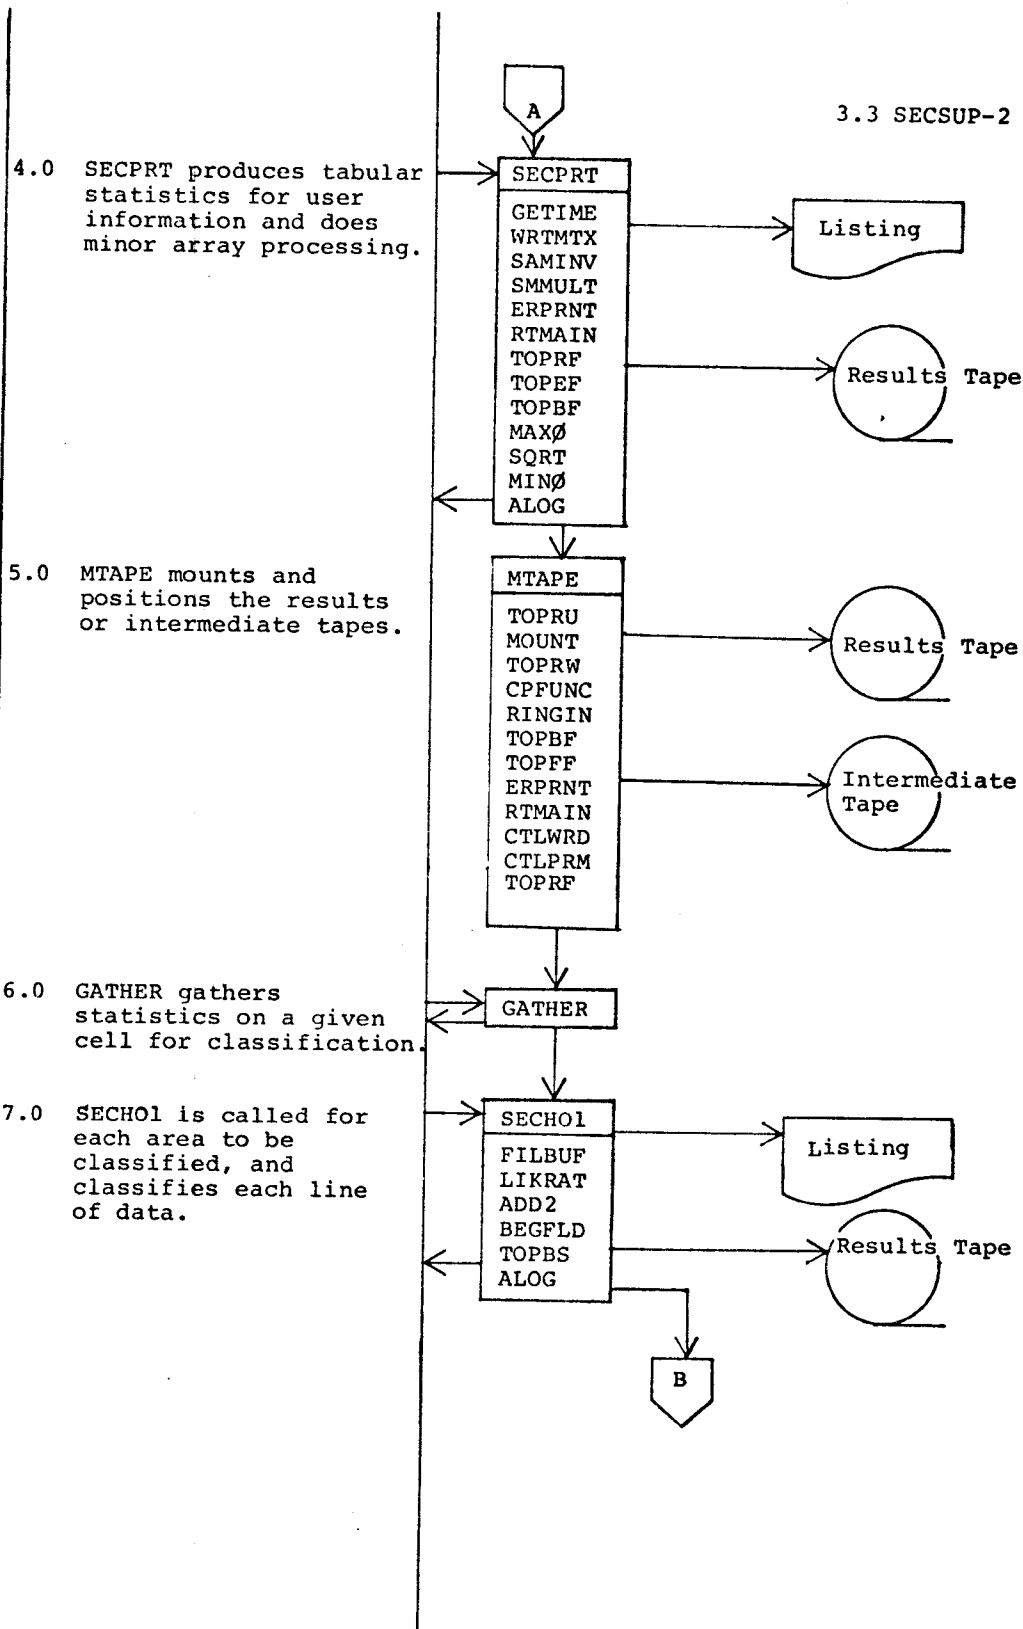 3.3 SECSUP-2
A
4.0 SECPRT produces tabular
statistics for user
information and does
minor array processing.
SECPRT
GETIME
WRTMTX
SAMINV
SMMULT
ERPRNT
RTMAIN
TOPRF
TOPEF
TOPBF
MAXØ
SQRT
MINØ
ALOG
Listing
Results Tape
5.0 MTAPE mounts and
positions the results
or intermediate tapes.
MTAPE
TOPRU
MOUNT
TOPRW
CPFUNC
RINGIN
TOPBF
TOPFF
ERPRNT
RTMAIN
CTLWRD
CTLPRM
TOPRF
Results Tape
Intermediate
Tape
6.0 GATHER gathers
statistics on a given
cell for classification.
GATHER
7.0 SECHO1 is called for
each area to be
classified, and
classifies each line
of data.
SECHO1
FILBUF
LIKRAT
ADD2
BEGFLD
TOPBS
ALOG
Listing
Results Tape
B